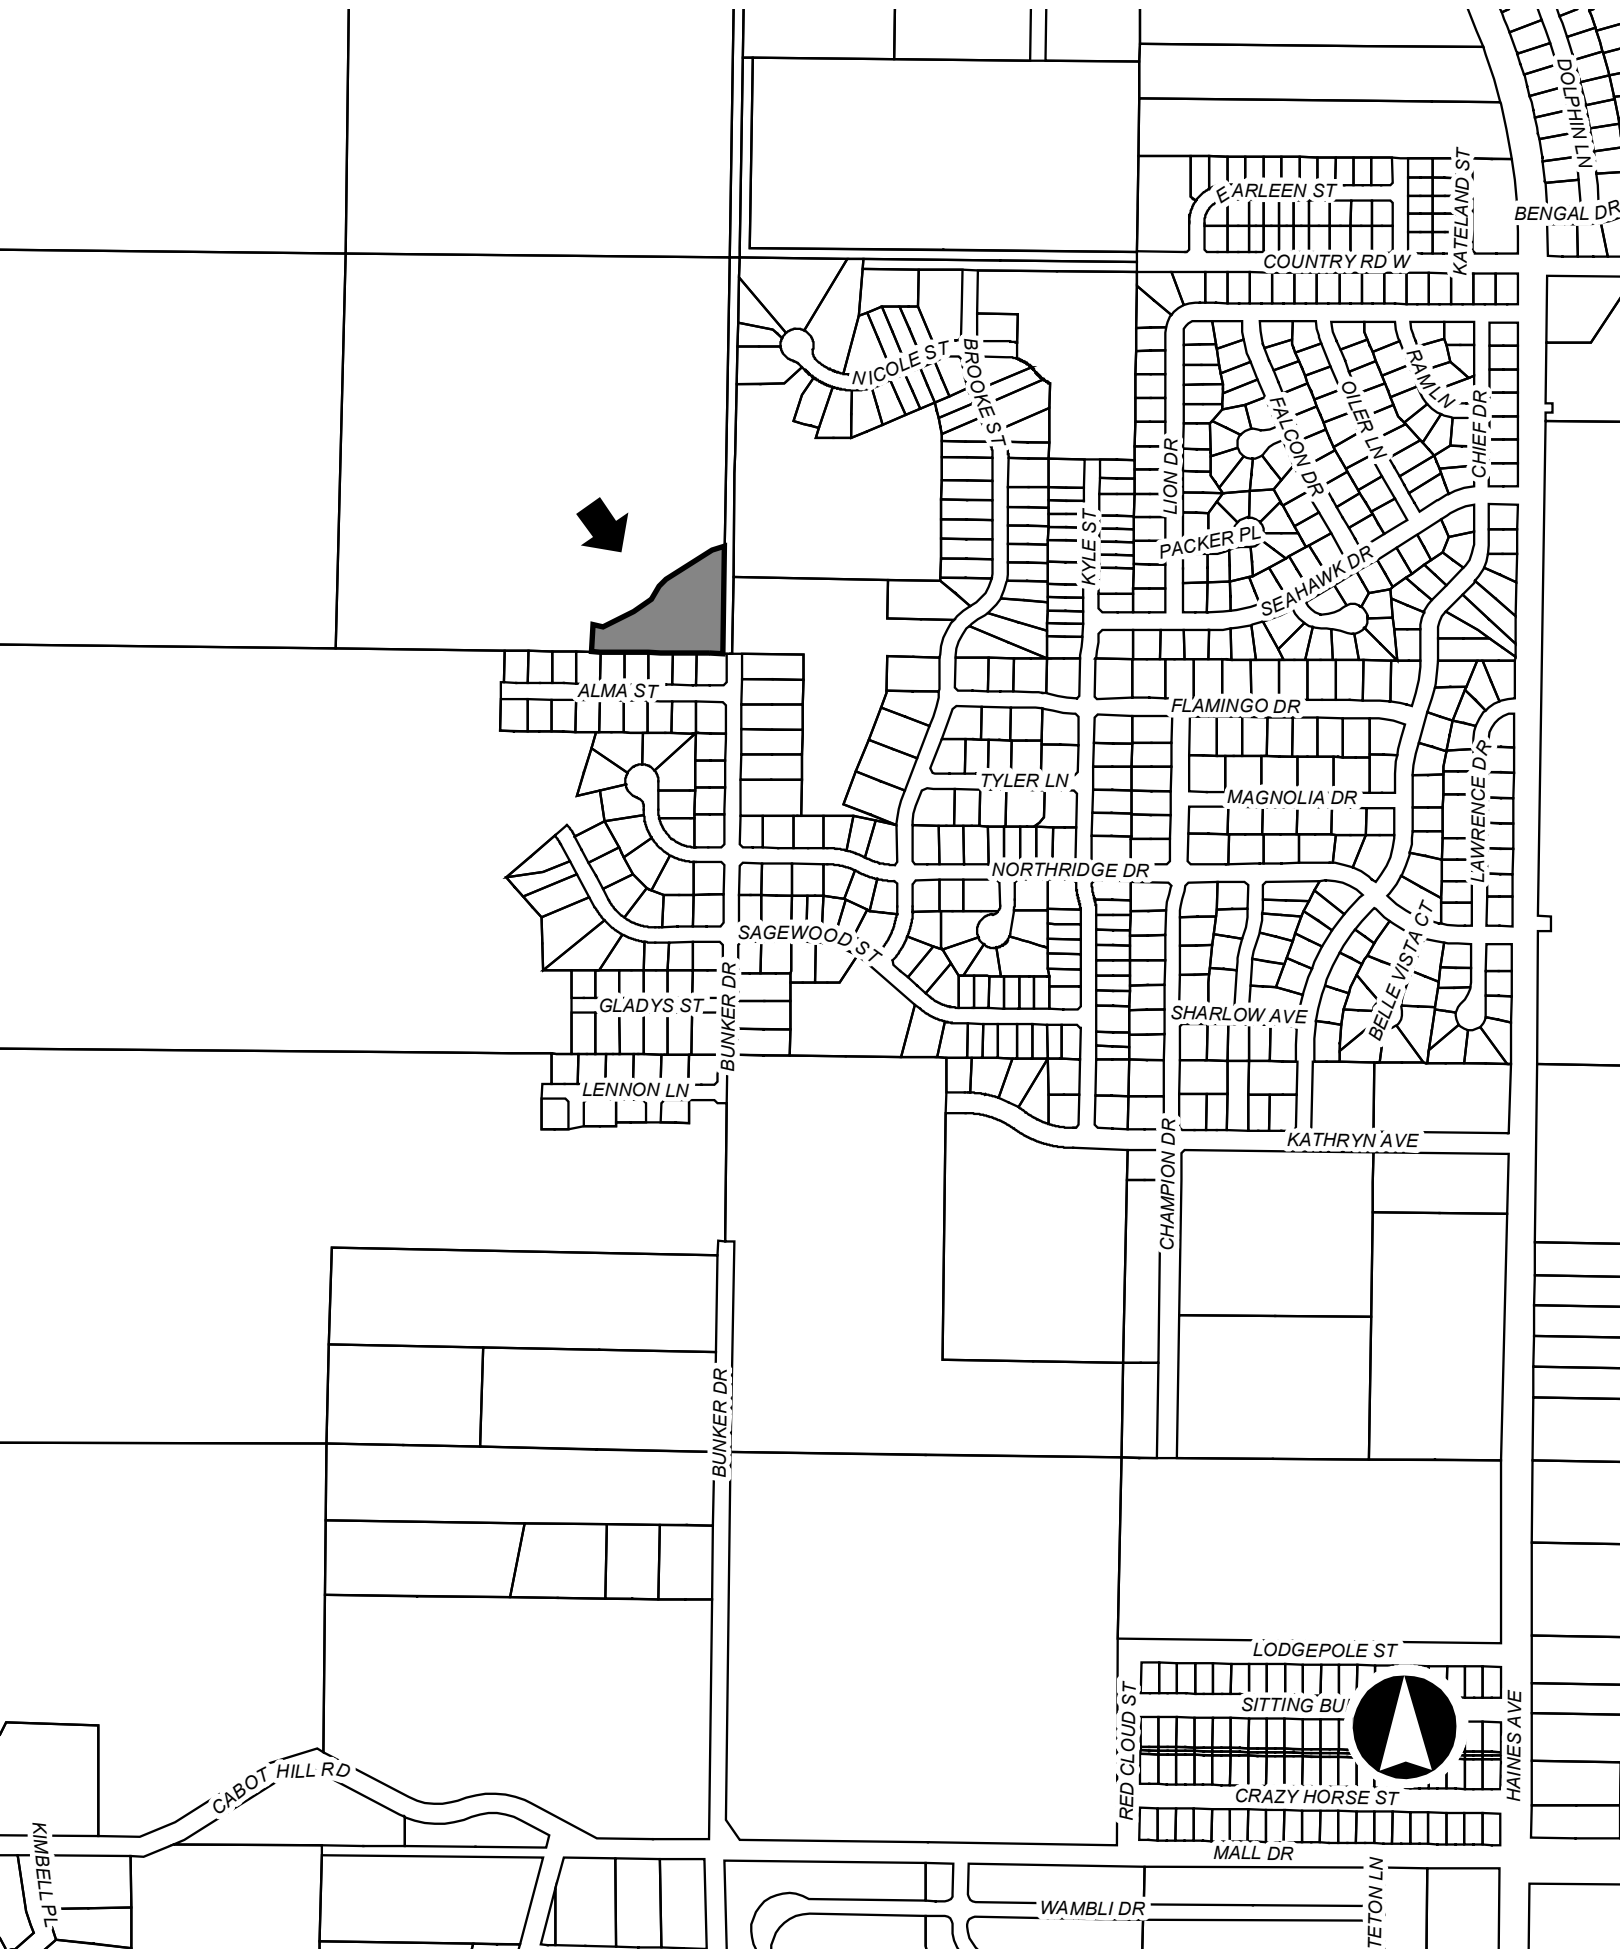 DOLPHIN LN
KATELAND ST
EARLEEN ST
BENGAL DR
COUNTRY RD W
NICOLE ST
BROOKE ST
RAM LN
OILER LN
CHIEF DR
FALCON DR
LION DR
KYLE ST
PACKER PL
SEAHAWK DR
ALMA ST
FLAMINGO DR
TYLER LN
LAWRENCE DR
MAGNOLIA DR
NORTHRIDGE DR
SAGEWOOD ST
BELLE VISTA CT
GLADYS ST
BUNKER DR
SHARLOW AVE
LENNON LN
KATHRYN AVE
CHAMPION DR
BUNKER DR
LODGEPOLE ST
SITTING BU
RED CLOUD ST
HAINES AVE
CABOT HILL RD
CRAZY HORSE ST
KIMBELL PL
MALL DR
WAMBLI DR
TETON LN